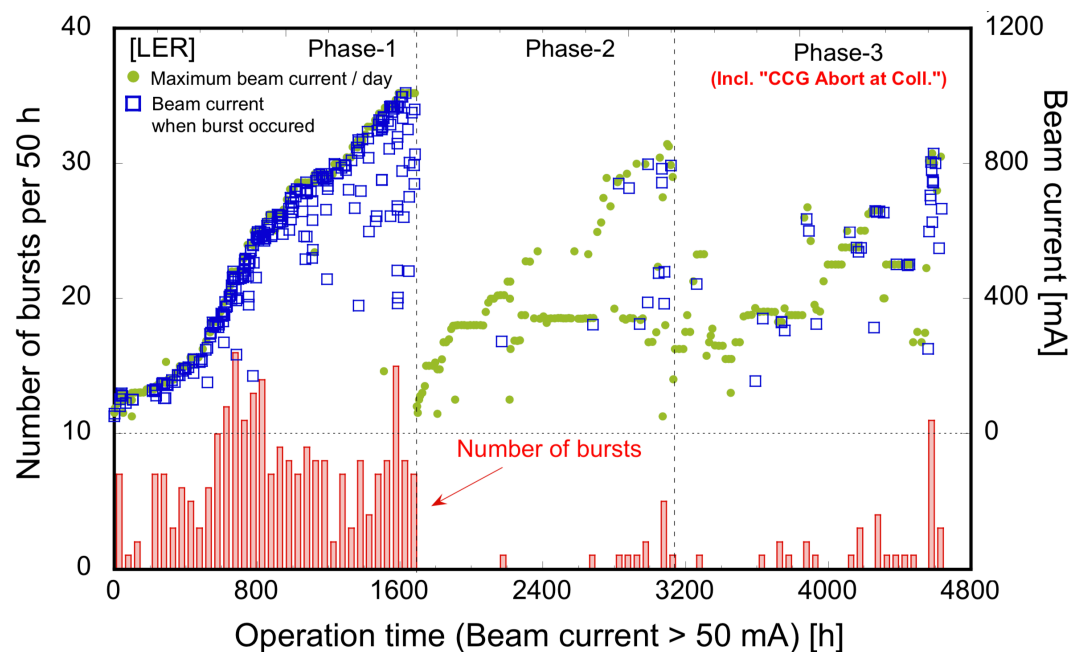 [LER]
Phase-1
Phase-2
Phase-3
(Incl. "CCG Abort at Coll.")
Maximum beam current / day
Beam current
when burst occured
Number of bursts
40
30
20
10
0
Number of bursts per 50 h
1200
800
400
0
Beam current [mA]
0
800
1600
2400
3200
4000
4800
Operation time (Beam current > 50 mA) [h]